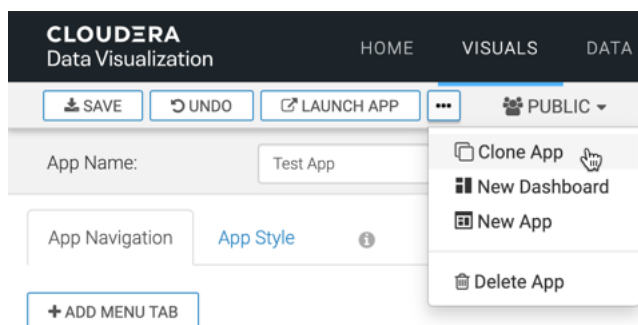 CLOUDERA
Data Visualization
HOME VISUALS DATA
SAVE UNDO LAUNCH APP ... PUBLIC
App Name: Test App
Clone App
New Dashboard
New App
Delete App
App Navigation App Style
+ ADD MENU TAB